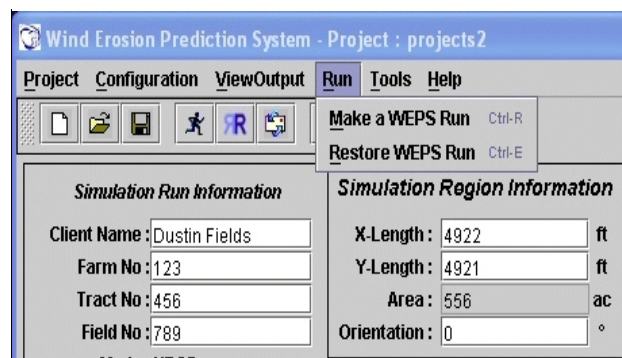 Wind Erosion Prediction System - Project : projects2
Project Configuration ViewOutput Run Tools Help
Make a WEPS Run Ctrl-R
Restore WEPS Run Ctrl-E
Simulation Run Information
Client Name : Dustin Fields
Farm No : 123
Tract No : 456
Field No : 789
Simulation Region Information
X-Length : 4922 ft
Y-Length : 4921 ft
Area : 556 ac
Orientation : 0 °